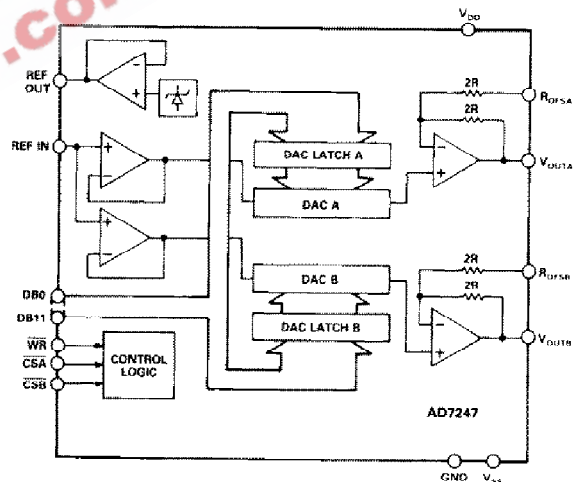 .co
V_DD
REF OUT
REF IN
DB0
DB11
WR
CSA
CSB
CONTROL LOGIC
DAC LATCH A
DAC A
DAC B
DAC LATCH B
2R
2R
R_OFSA
V_OUTA
2R
2R
R_OFSB
V_OUTB
AD7247
GND
V_SS